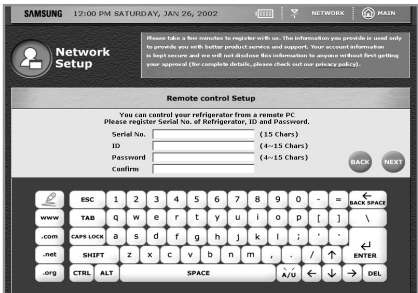 SAMSUNG 12:00 PM SATURDAY, JAN 26, 2002 NETWORK MAIN
Network
Setup
Please take a few minutes to register with us. The information you provide is used only
to provide you with better product service and support. Your account information
is kept secure and we will not disclose this information to anyone without first getting
your approval (for complete details, please check out our privacy policy).
Remote control Setup
You can control your refrigerator from a remote PC
Please register Serial No. of Refrigerator, ID and Password.
Serial No. (15 Chars)
ID (4~15 Chars)
Password (4~15 Chars)
Confirm
BACK NEXT
ESC 1 2 3 4 5 6 7 8 9 0 - = BACK SPACE
www TAB q w e r t y u i o p [ ] \
.com CAPS LOCK a s d f g h j k l ; ' `
.net SHIFT z x c v b n m , . / ENTER
.org CTRL ALT SPACE À/Ü DEL